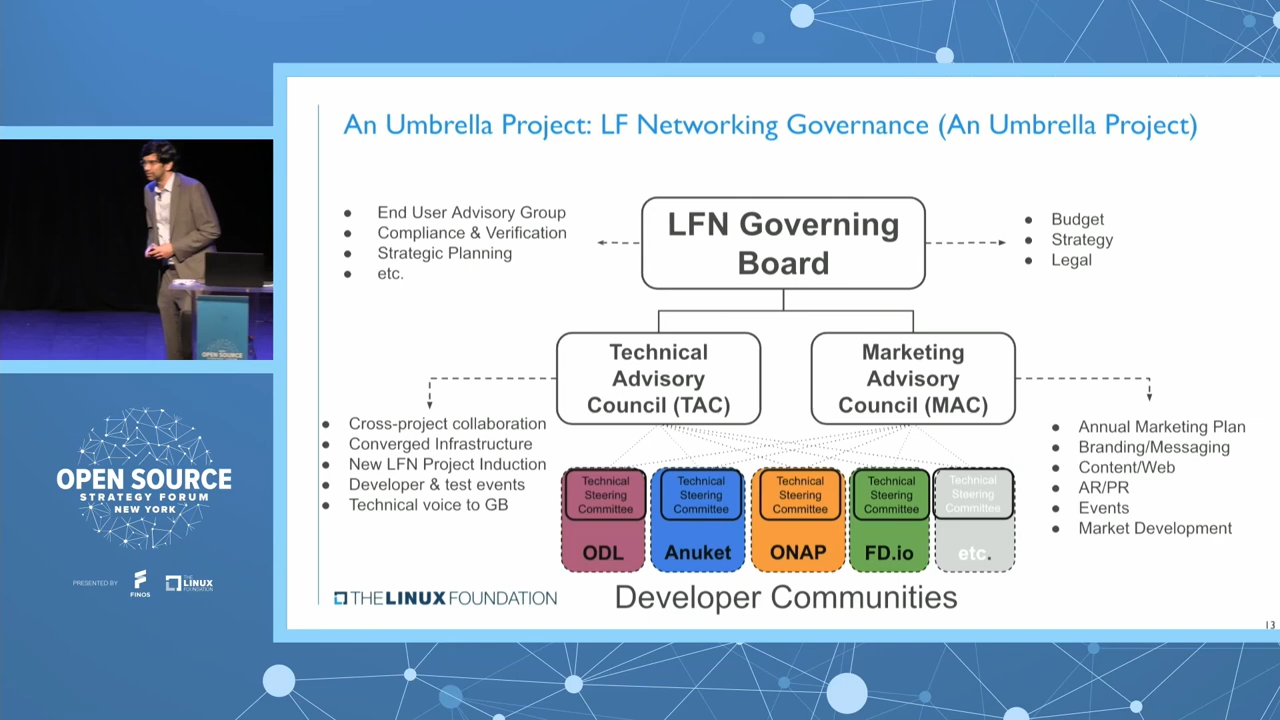 An Umbrella Project: LF Networking Governance (An Umbrella Project)
● End User Advisory Group
● Compliance & Verification
● Strategic Planning
● etc.
LFN Governing
Board
● Budget
● Strategy
● Legal
Technical
Advisory
Council (TAC)
Marketing
Advisory
Council (MAC)
● Cross-project collaboration
● Converged Infrastructure
● New LFN Project Induction
● Developer & test events
● Technical voice to GB
● Annual Marketing Plan
● Branding/Messaging
● Content/Web
● AR/PR
● Events
● Market Development
Technical
Steering
Committee
ODL
Technical
Steering
Committee
Anuket
Technical
Steering
Committee
ONAP
Technical
Steering
Committee
FD.io
Technical
Steering
Committee
etc.
Developer Communities
THE LINUX FOUNDATION
13
OPEN SOURCE
OPEN SOURCE
STRATEGY FORUM
NEW YORK
PRESENTED BY
FINOS
THE
LINUX
FOUNDATION